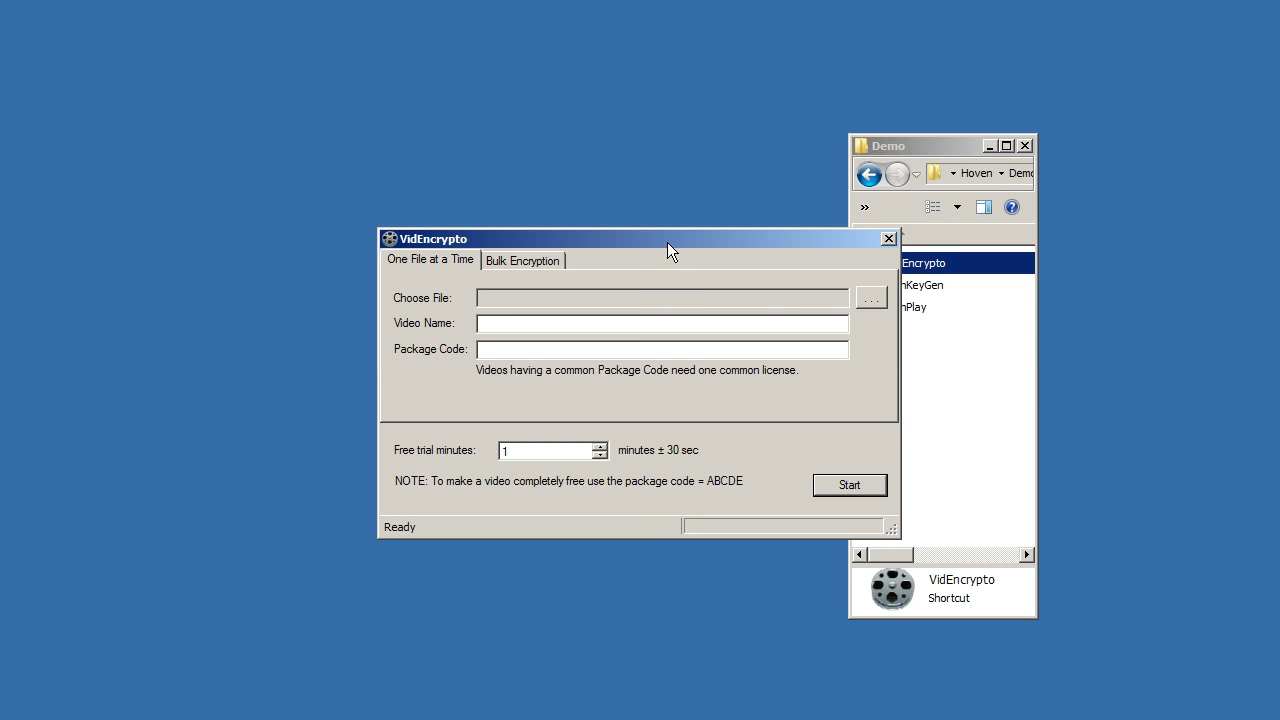 Demo
Hoven Demo
»
VidEncrypto
One File at a Time
Bulk Encryption
Choose File:
...
Video Name:
Package Code:
Videos having a common Package Code need one common license.
Free trial minutes:
1
minutes ± 30 sec
NOTE: To make a video completely free use the package code = ABCDE
Start
Ready
Encrypto
nKeyGen
nPlay
VidEncrypto
Shortcut